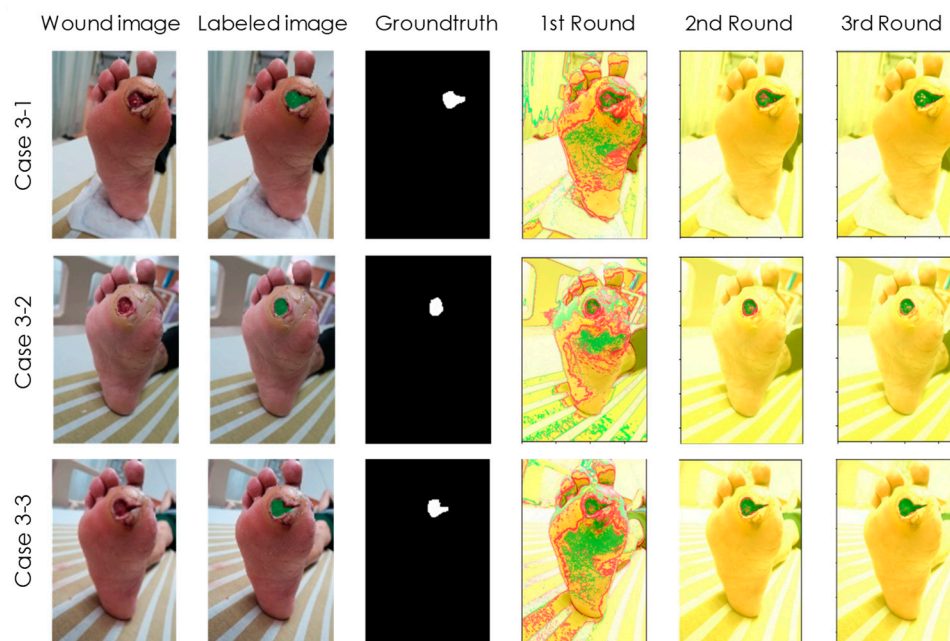 Wound image Labeled image Groundtruth 1st Round 2nd Round 3rd Round
Case 3-1
Case 3-2
Case 3-3